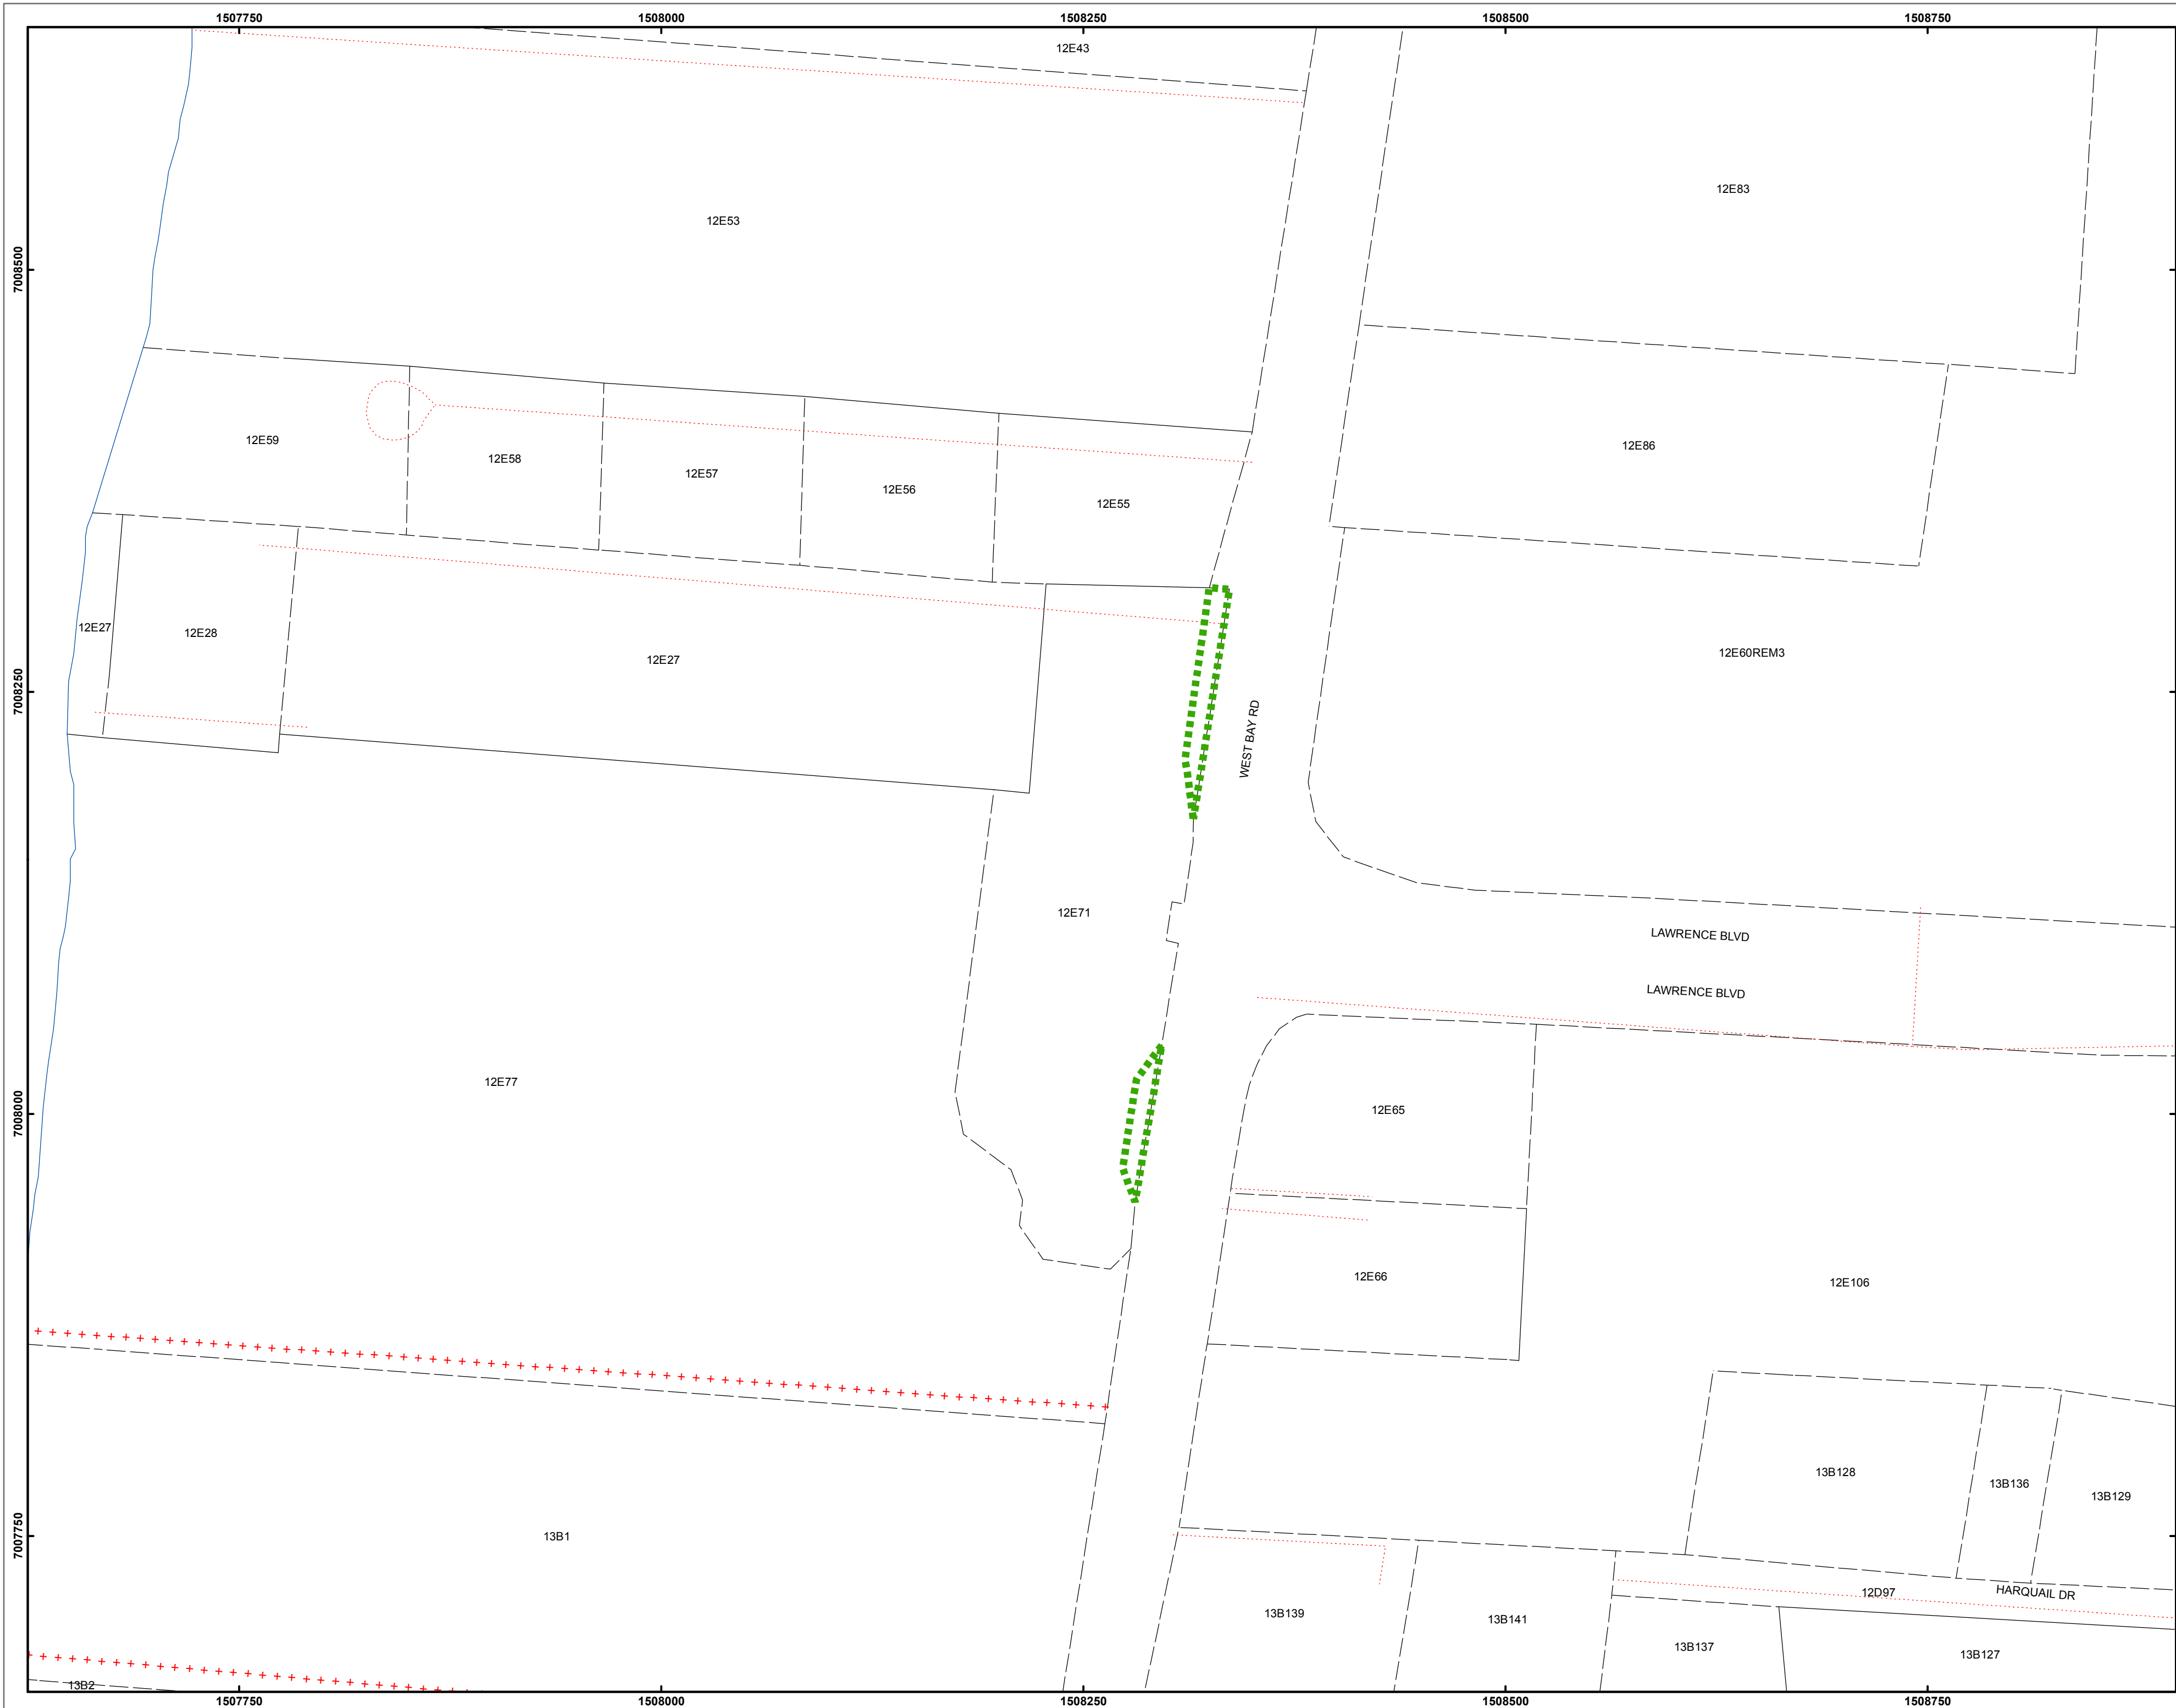 1507750 1508000 1508250 1508500 1508750
12E43
12E83
12E53
7008500
12E59
12E58
12E57
12E56
12E55
12E86
12E27
12E28
12E27
12E60REM3
7008250
WEST BAY RD
12E71
LAWRENCE BLVD
LAWRENCE BLVD
12E77
7008000
12E65
12E66
12E106
13B128
13B136
13B129
7007750
13B1
12D97
HARQUAIL DR
13B139
13B141
13B137
13B127
13B2
1507750 1508000 1508250 1508500 1508750